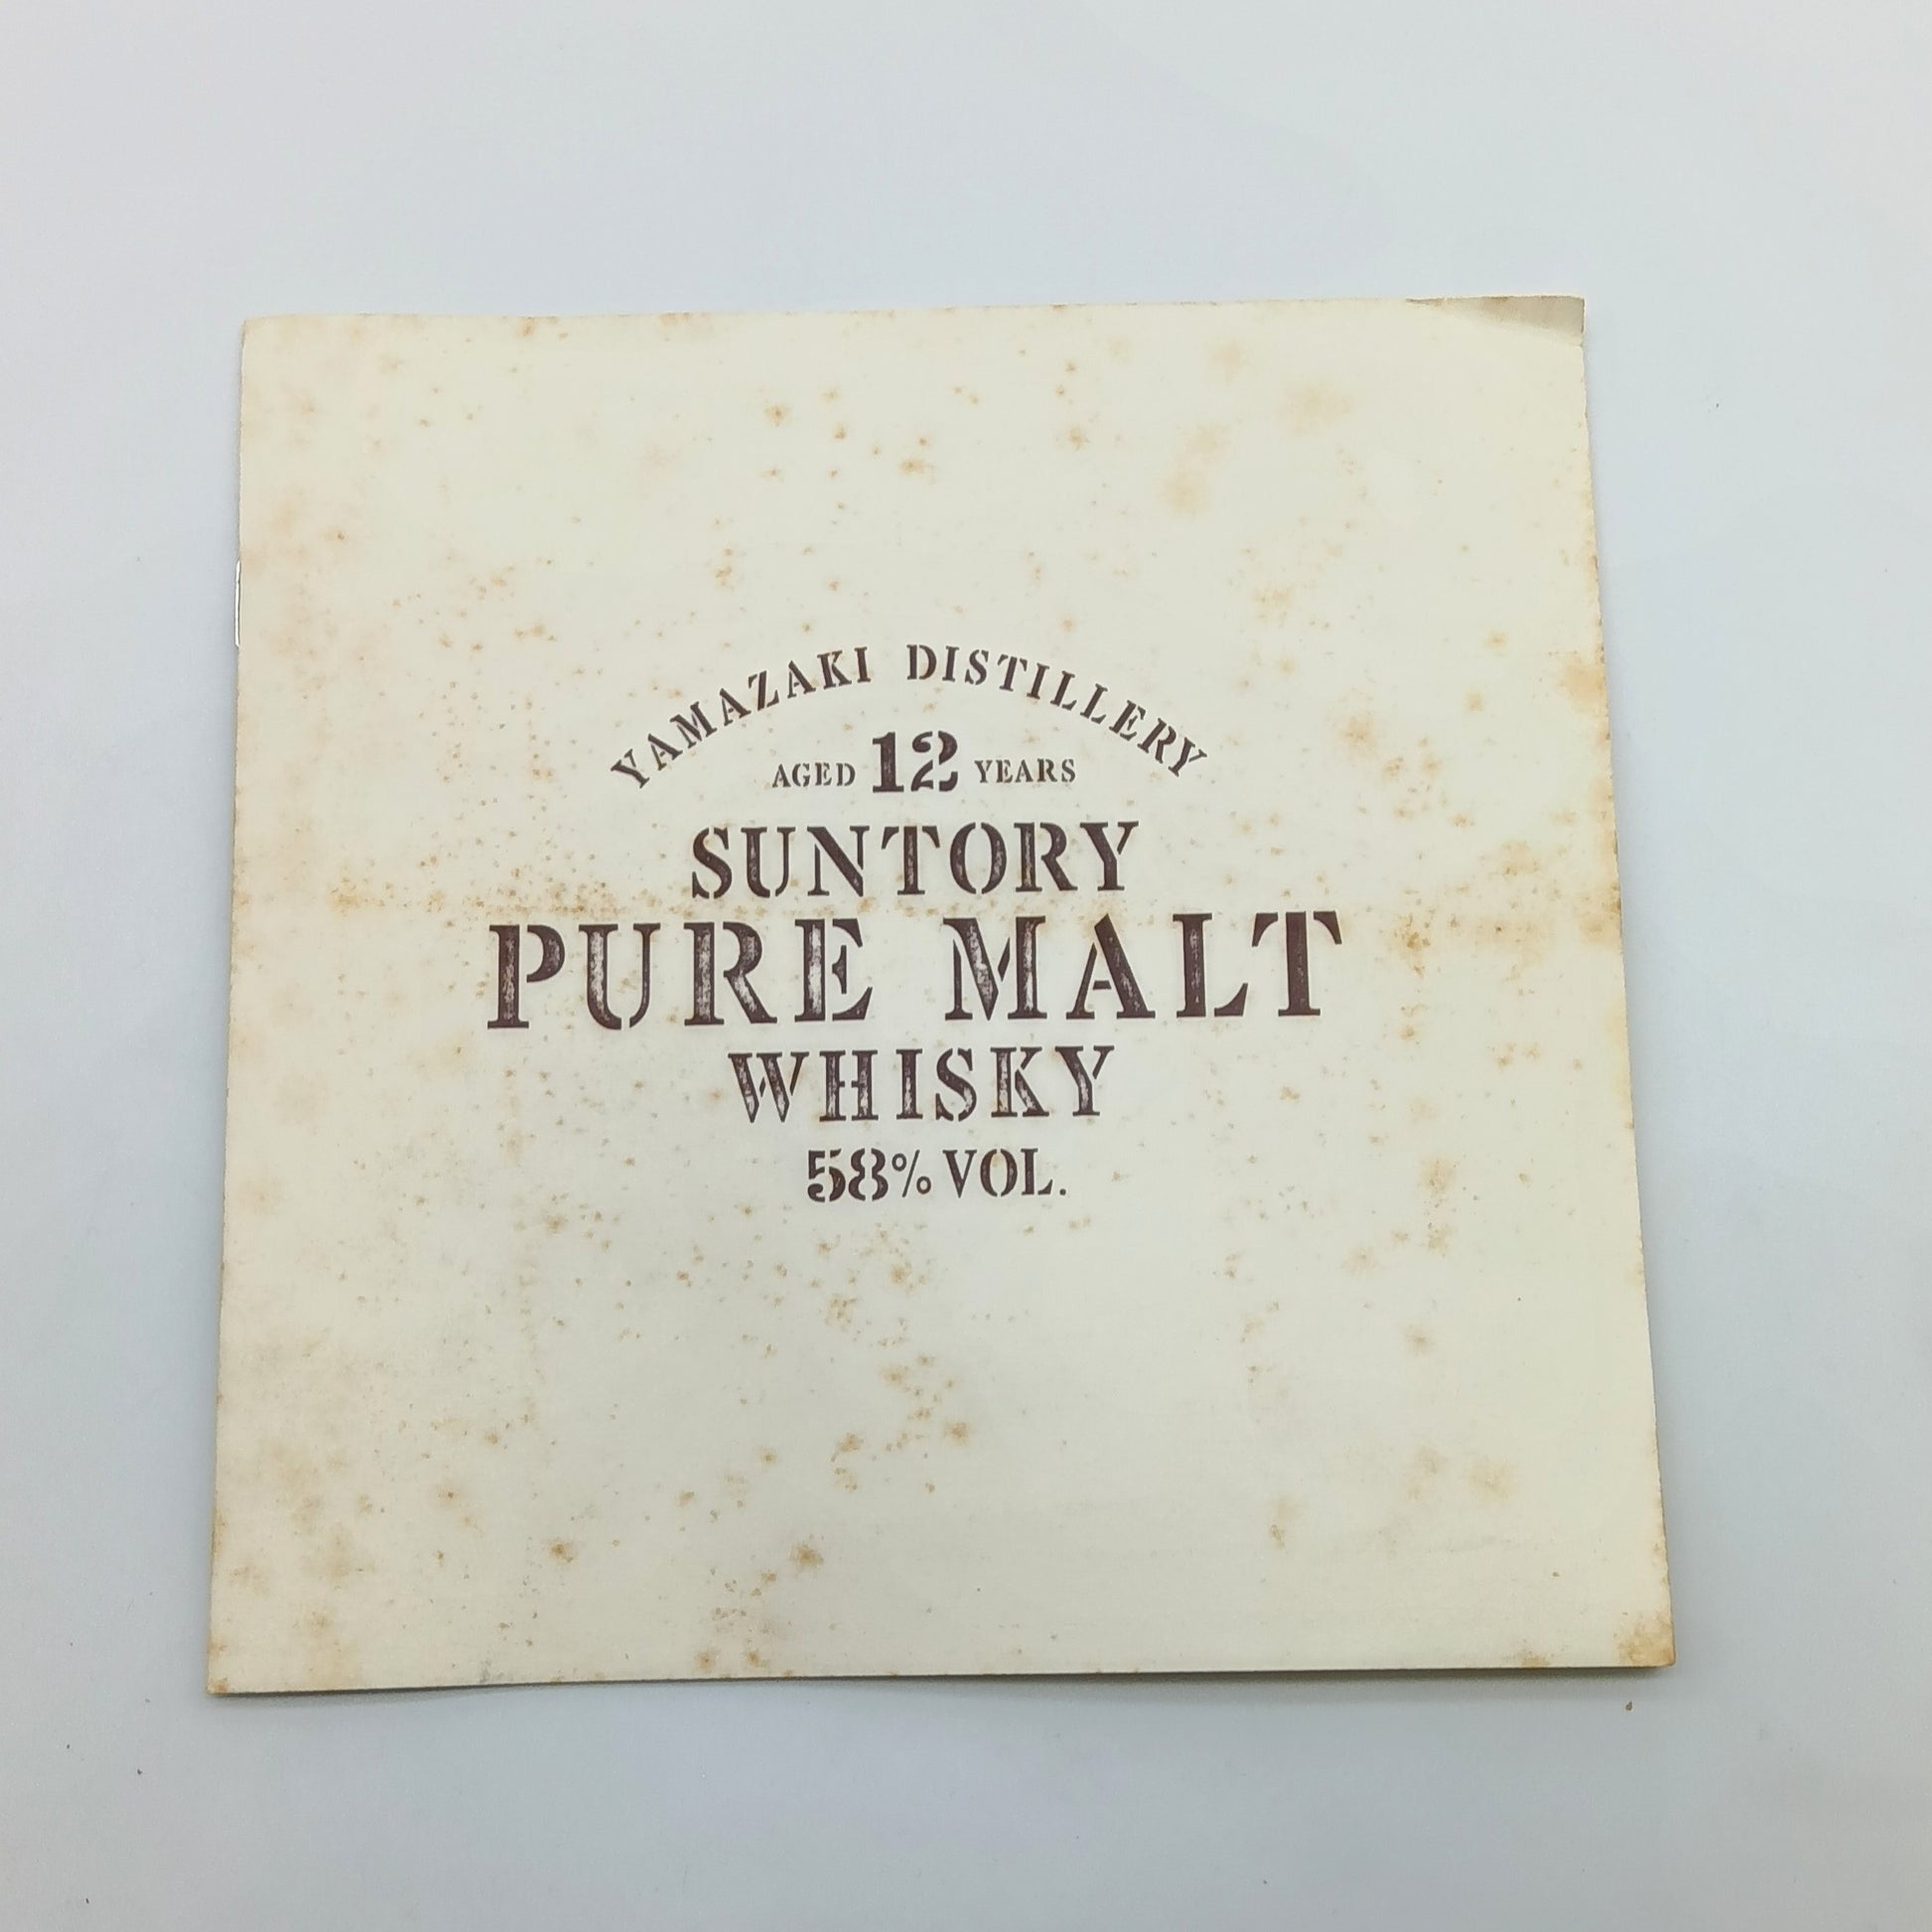 YAMAZAKI DISTILLERY
AGED 12 YEARS
SUNTORY
PURE MALT
WHISKY
58% VOL.